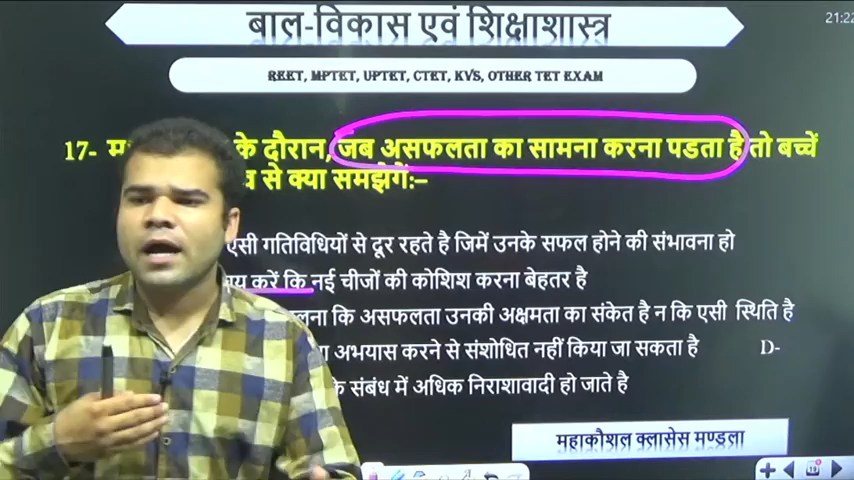 21:22
बाल-विकास एवं शिक्षाशास्त्र
REET, MPTET, UPTET, CTET, KVS, OTHER TET EXAM
17- के दौरान, जब असफलता का सामना करना पडता है तो बच्चें
से क्या समझेगें:–
एसी गतिविधियों से दूर रहते है जिमें उनके सफल होने की संभावना हो
करें कि नई चीजों की कोशिश करना बेहतर है
कि असफलता उनकी अक्षमता का संकेत है न कि एसी स्थिति है
अभयास करने से संशोधित नहीं किया जा सकता है D-
के संबंध में अधिक निराशावादी हो जाते है
महाकौशल क्लासेस मण्डला